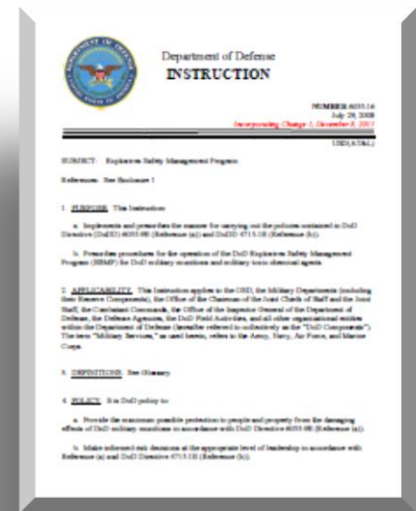 Department of Defense
INSTRUCTION
NUMBER 6055.16
July 29, 2008
Incorporating Change 1, December 8, 2011
USD(AT&L)
SUBJECT: Explosives Safety Management Program
References: See Enclosure 1
1. PURPOSE. This Instruction:
a. Implements and prescribes the manner for carrying out the policies contained in DoD
Directive (DoDD) 6055.9E (Reference (a)) and DoDD 4715.1E (Reference (b)).
b. Prescribes procedures for the operation of the DoD Explosives Safety Management
Program (ESMP) for DoD military munitions and military toxic chemical agents.
2. APPLICABILITY. This Instruction applies to the OSD, the Military Departments (including
their Reserve Components), the Office of the Chairman of the Joint Chiefs of Staff and the Joint
Staff, the Combatant Commands, the Office of the Inspector General of the Department of
Defense, the Defense Agencies, the DoD Field Activities, and all other organizational entities
within the Department of Defense (hereafter referred to collectively as the "DoD Components").
The term "Military Services," as used herein, refers to the Army, Navy, Air Force, and Marine
Corps.
3. DEFINITIONS. See Glossary.
4. POLICY. It is DoD policy to:
a. Provide the maximum possible protection to people and property from the damaging
effects of DoD military munitions in accordance with DoD Directive 6055.9E (Reference (a)).
b. Make informed risk decisions at the appropriate level of leadership in accordance with
Reference (a) and DoD Directive 4715.1E (Reference (b)).